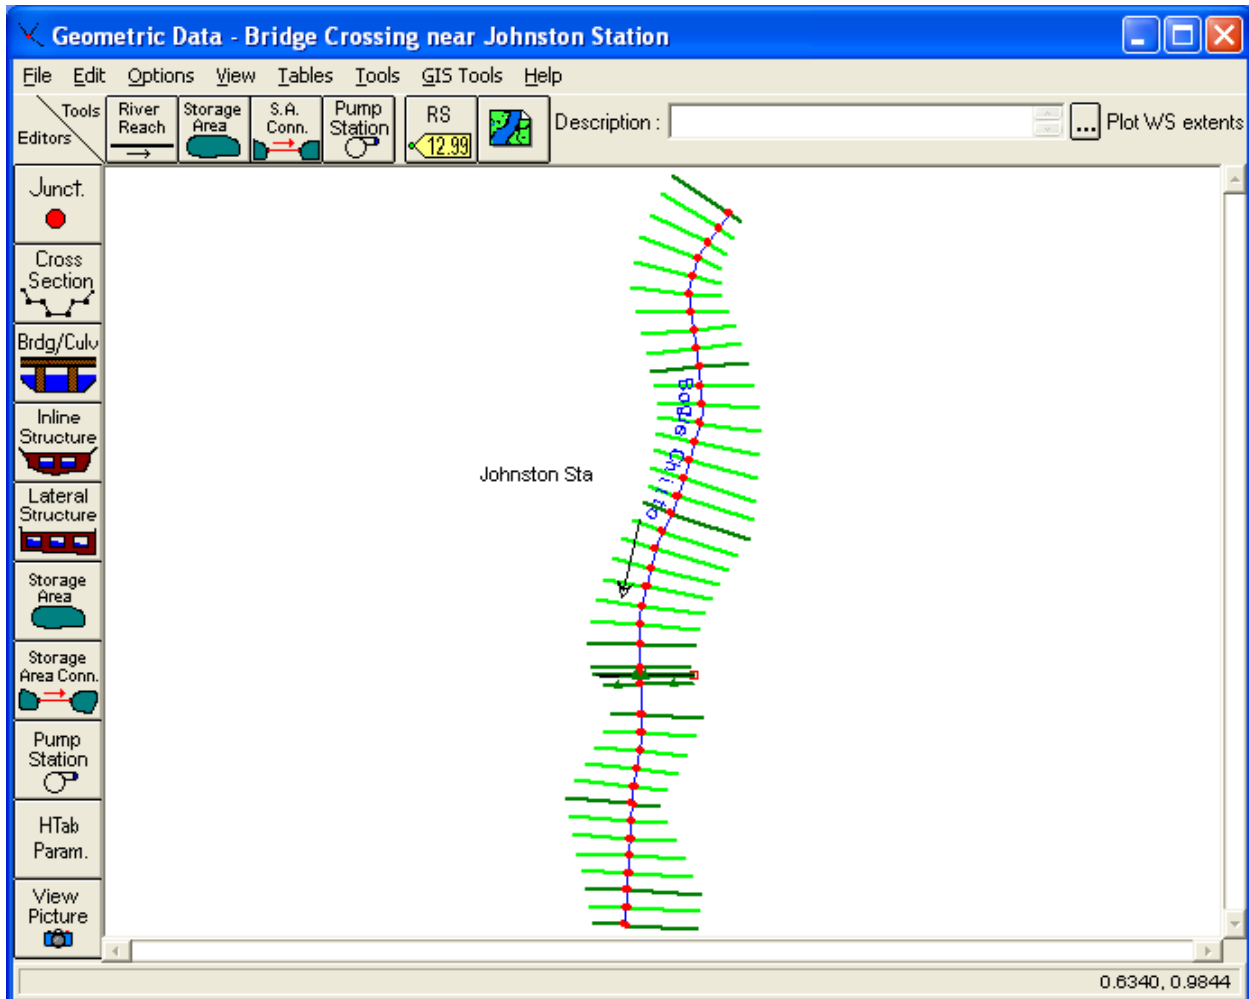 Geometric Data - Bridge Crossing near Johnston Station
File Edit Options View Tables Tools GIS Tools Help
Tools
Editors
River Reach
Storage Area
S.A. Conn.
Pump Station
RS
12.99
Description :
...
Plot WS extents
Junct.
Cross Section
Brdg/Culv
Inline Structure
Lateral Structure
Storage Area
Storage Area Conn.
Pump Station
HTab Param.
View Picture
Bogue Chitto
Johnston Sta
0.6340, 0.9844